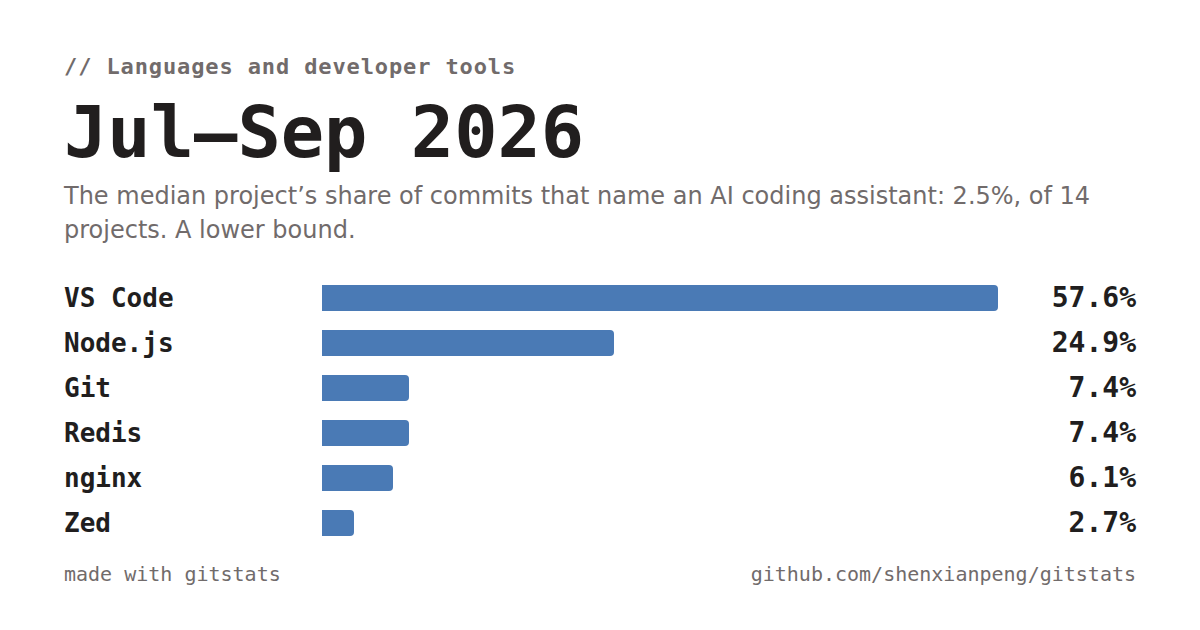 // Languages and developer tools
Jul–Sep 2026
The median project’s share of commits that name an AI coding assistant: 2.5%, of 14
projects. A lower bound.
VS Code 57.6%
Node.js 24.9%
Git 7.4%
Redis 7.4%
nginx 6.1%
Zed 2.7%
made with gitstats github.com/shenxianpeng/gitstats